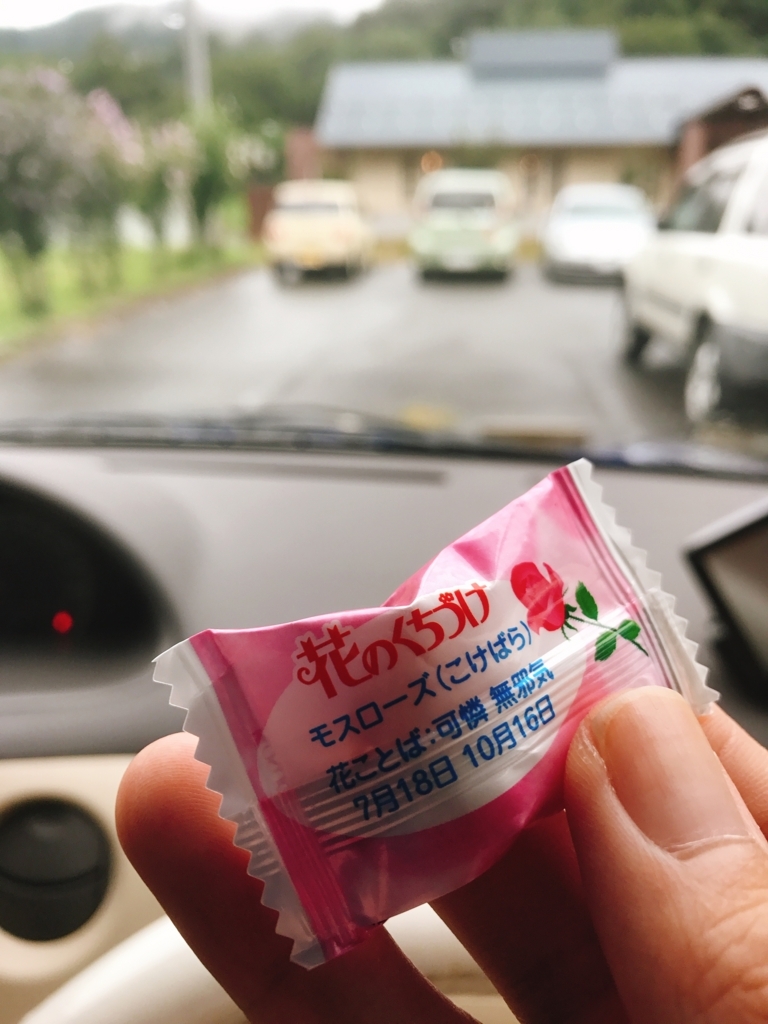 花のくちづけ
モスローズ(こけばら)
花ことば:可憐 無邪気
7月18日 10月16日